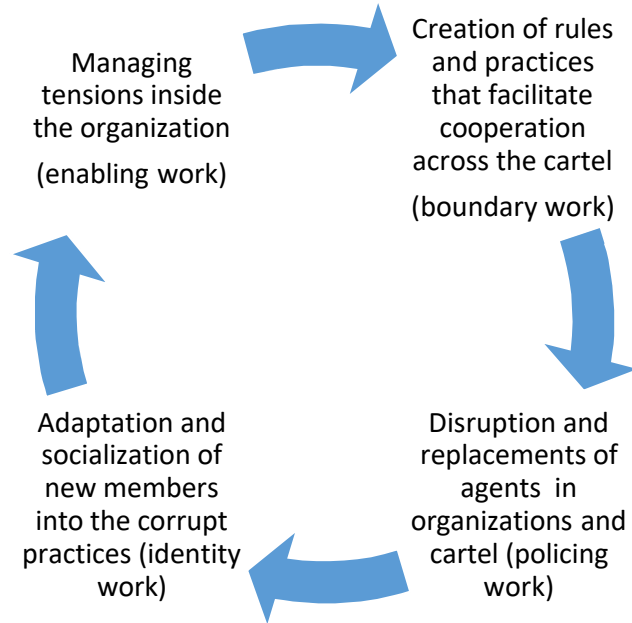 Managing
tensions inside
the organization
(enabling work)
Creation of rules
and practices
that facilitate
cooperation
across the cartel
(boundary work)
Disruption and
replacements of
agents in
organizations and
cartel (policing
work)
Adaptation and
socialization of
new members
into the corrupt
practices (identity
work)